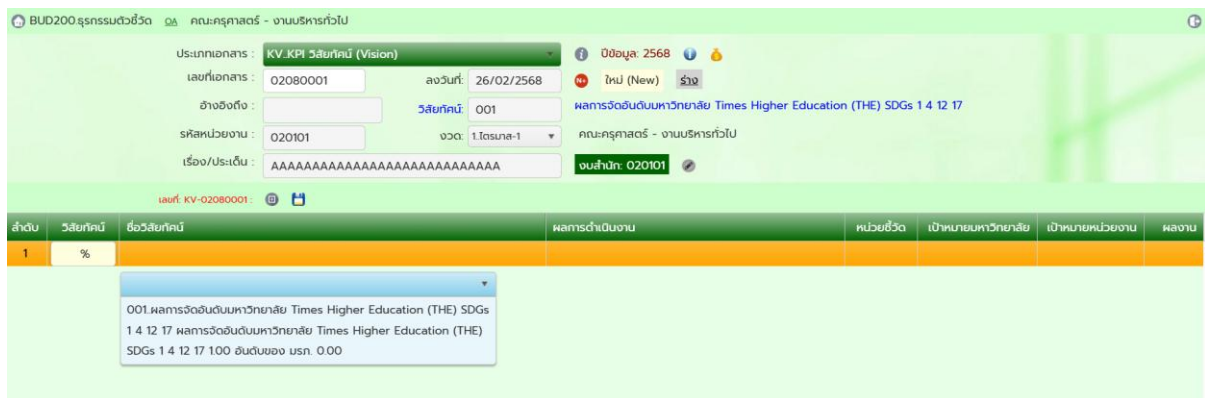 BUD200.ธุรกรรมตัวชี้วัด OA คณะครุศาสตร์ - งานบริหารทั่วไป
ประเภทเอกสาร : KV.KPI วิสัยทัศน์ (Vision) ปีข้อมูล: 2568
เลขที่เอกสาร : 02080001 ลงวันที่: 26/02/2568 N+ ใหม่ (New) ร่าง
อ้างอิงถึง : วิสัยทัศน์: 001 ผลการจัดอันดับมหาวิทยาลัย Times Higher Education (THE) SDGs 1 4 12 17
รหัสหน่วยงาน : 020101 งวด: 1.ไตรมาส-1 คณะครุศาสตร์ - งานบริหารทั่วไป
เรื่อง/ประเด็น : AAAAAAAAAAAAAAAAAAAAAAAAAAAA งบสำนัก: 020101
เลขที่: KV-02080001 :
ลำดับ วิสัยทัศน์ ชื่อวิสัยทัศน์ ผลการดำเนินงาน หน่วยชี้วัด เป้าหมายมหาวิทยาลัย เป้าหมายหน่วยงาน ผลงาน
1 %
001.ผลการจัดอันดับมหาวิทยาลัย Times Higher Education (THE) SDGs
1 4 12 17 ผลการจัดอันดับมหาวิทยาลัย Times Higher Education (THE)
SDGs 1 4 12 17 1.00 อันดับของ มรภ. 0.00